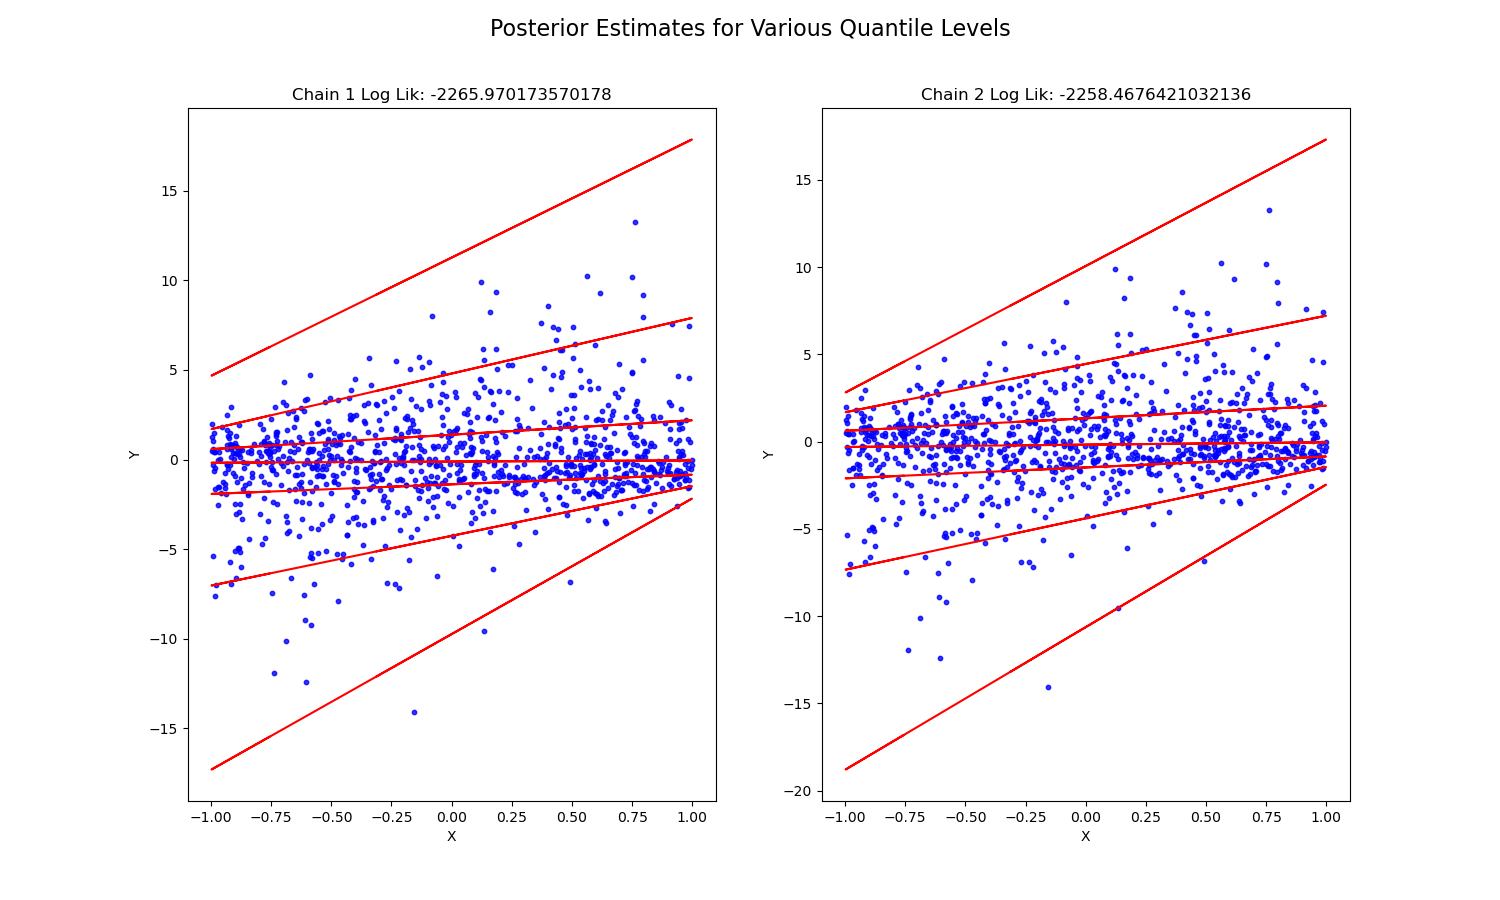 Posterior Estimates for Various Quantile Levels
Chain 1 Log Lik: -2265.970173570178
Y
15
10
5
0
−5
−10
−15
−1.00 −0.75 −0.50 −0.25 0.00 0.25 0.50 0.75 1.00
X
Chain 2 Log Lik: -2258.4676421032136
Y
15
10
5
0
−5
−10
−15
−20
−1.00 −0.75 −0.50 −0.25 0.00 0.25 0.50 0.75 1.00
X